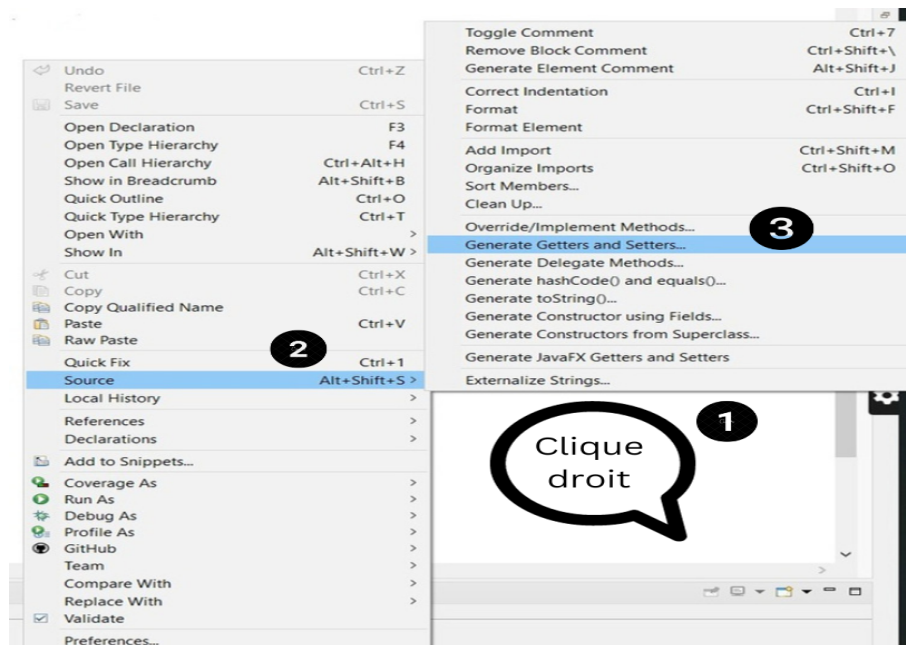 Undo Ctrl+Z
Revert File
Save Ctrl+S
Open Declaration F3
Open Type Hierarchy F4
Open Call Hierarchy Ctrl+Alt+H
Show in Breadcrumb Alt+Shift+B
Quick Outline Ctrl+O
Quick Type Hierarchy Ctrl+T
Open With >
Show In Alt+Shift+W >
Cut Ctrl+X
Copy Ctrl+C
Copy Qualified Name
Paste Ctrl+V
Raw Paste
2
Quick Fix Ctrl+1
Source Alt+Shift+S >
Local History >
References >
Declarations >
Add to Snippets...
Coverage As >
Run As >
Debug As >
Profile As >
GitHub >
Team >
Compare With >
Replace With >
Validate
Preferences...
Toggle Comment Ctrl+7
Remove Block Comment Ctrl+Shift+\
Generate Element Comment Alt+Shift+J
Correct Indentation Ctrl+I
Format Ctrl+Shift+F
Format Element
Add Import Ctrl+Shift+M
Organize Imports Ctrl+Shift+O
Sort Members...
Clean Up...
Override/Implement Methods...
3
Generate Getters and Setters...
Generate Delegate Methods...
Generate hashCode() and equals()...
Generate toString()...
Generate Constructor using Fields...
Generate Constructors from Superclass...
Generate JavaFX Getters and Setters
Externalize Strings...
1
Clique
droit